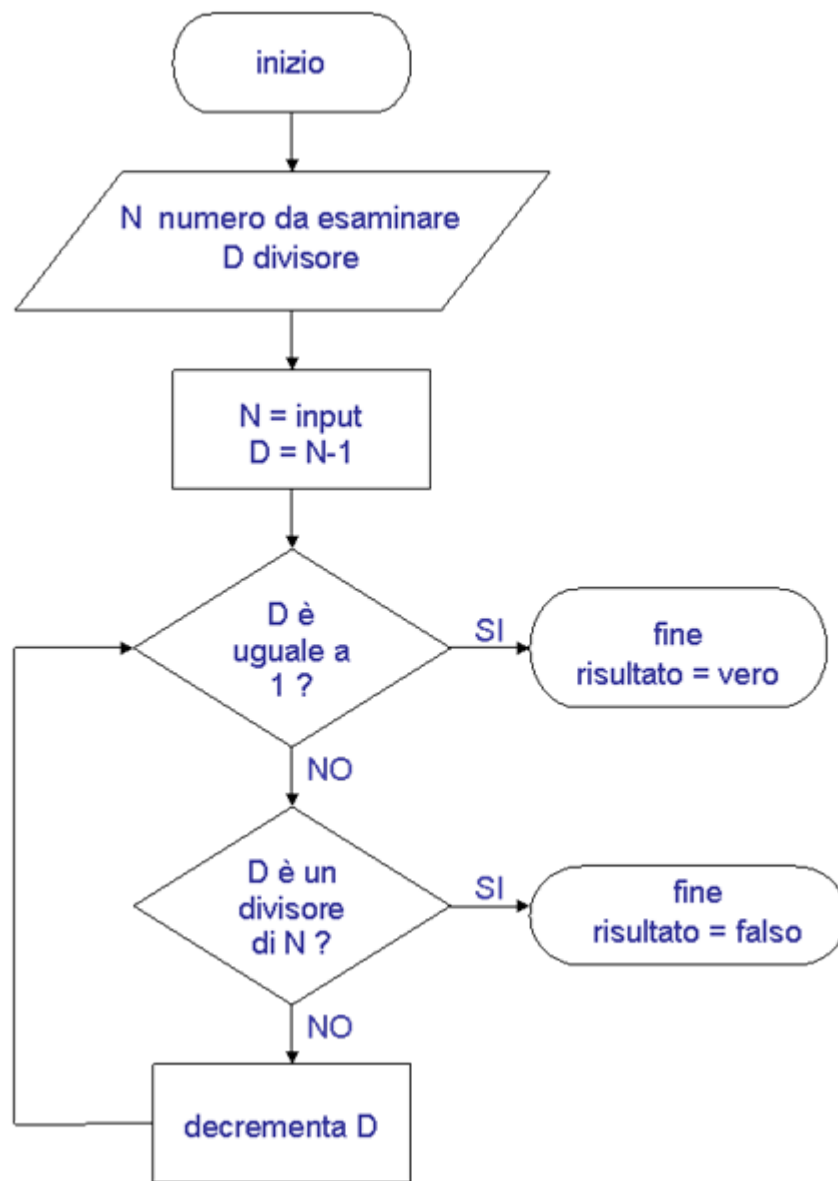 inizio
N numero da esaminare
D divisore
N = input
D = N-1
D è
uguale a
1 ?
SI
fine
risultato = vero
NO
D è un
divisore
di N ?
SI
fine
risultato = falso
NO
decrementa D